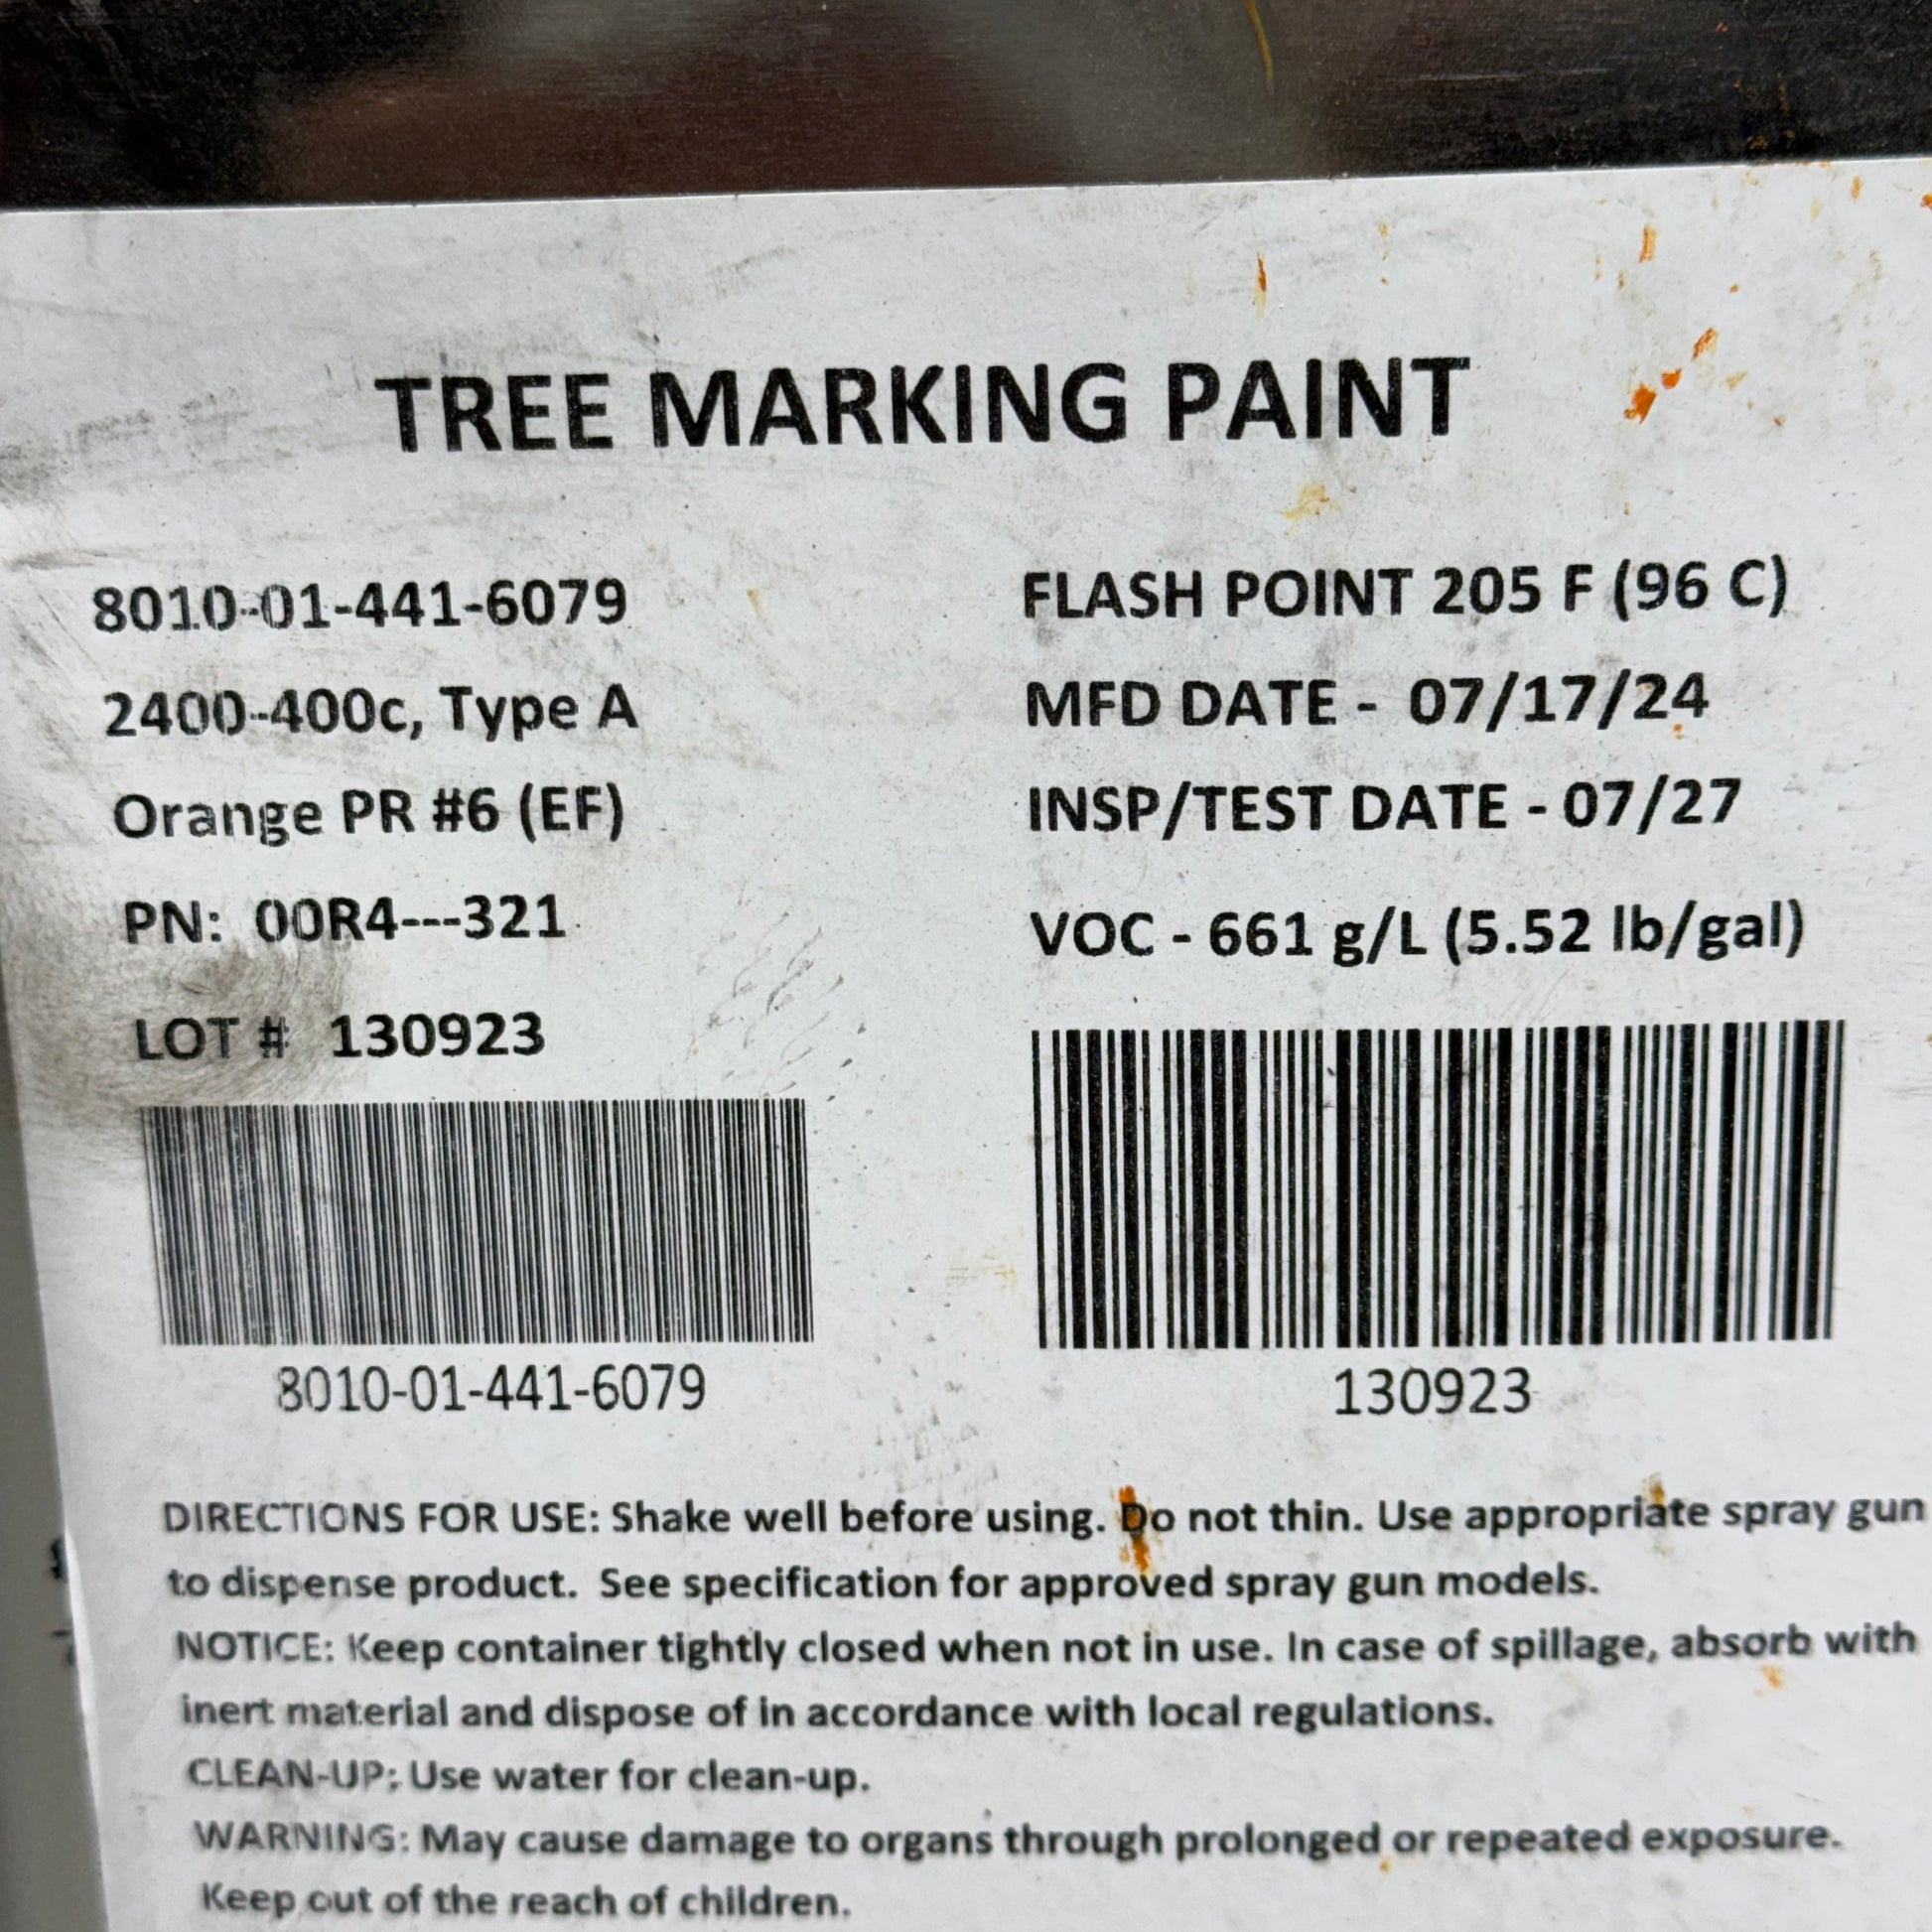 TREE MARKING PAINT
8010-01-441-6079
2400-400c, Type A
Orange PR #6 (EF)
PN: 00R4---321
LOT # 130923
8010-01-441-6079
FLASH POINT 205 F (96 C)
MFD DATE - 07/17/24
INSP/TEST DATE - 07/27
VOC - 661 g/L (5.52 lb/gal)
130923
DIRECTIONS FOR USE: Shake well before using. Do not thin. Use appropriate spray gun
to dispense product. See specification for approved spray gun models.
NOTICE: Keep container tightly closed when not in use. In case of spillage, absorb with
inert material and dispose of in accordance with local regulations.
CLEAN-UP: Use water for clean-up.
WARNING: May cause damage to organs through prolonged or repeated exposure.
Keep out of the reach of children.